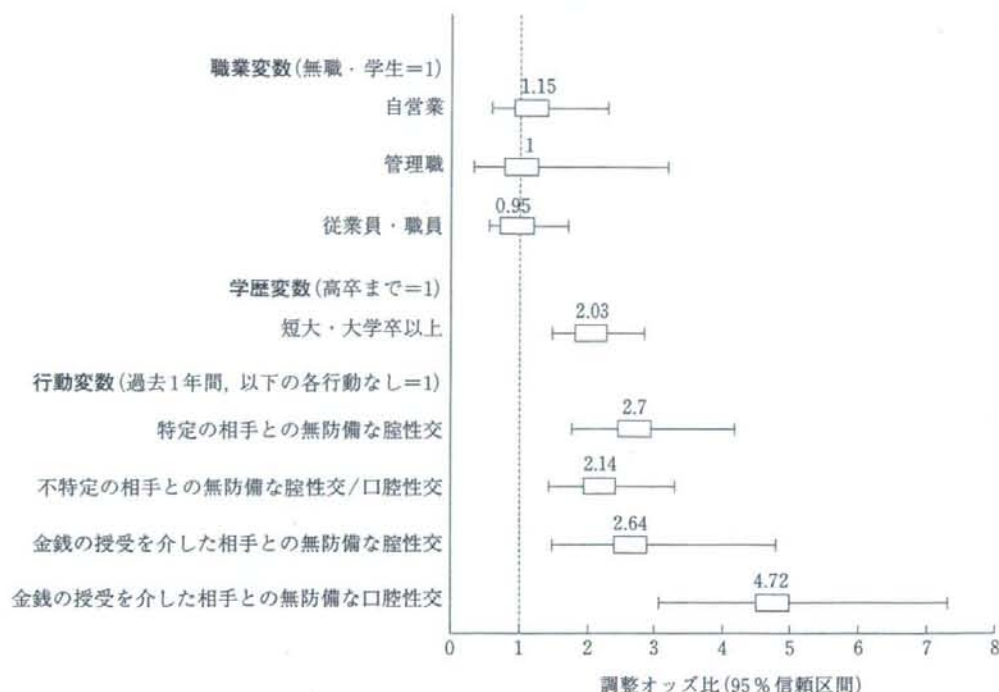 職業変数(無職・学生=1)
1.15
自営業
1
管理職
0.95
従業員・職員
学歴変数(高卒まで=1)
2.03
短大・大学卒以上
行動変数(過去1年間, 以下の各行動なし=1)
2.7
特定の相手との無防備な腟性交
2.14
不特定の相手との無防備な腟性交/口腔性交
2.64
金銭の授受を介した相手との無防備な腟性交
4.72
金銭の授受を介した相手との無防備な口腔性交
0 1 2 3 4 5 6 7 8
調整オッズ比(95%信頼区間)